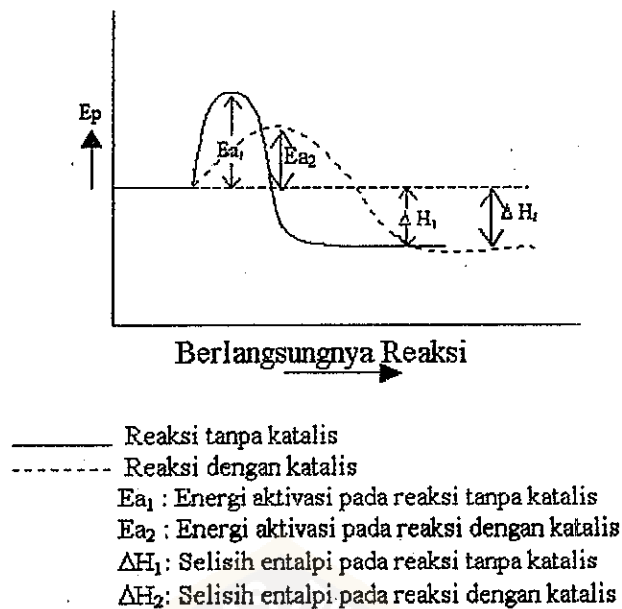 Ep
Ea₁
Ea₂
Δ H₁
Δ H
Berlangsungnya Reaksi
Reaksi tanpa katalis
Reaksi dengan katalis
Ea₁ : Energi aktivasi pada reaksi tanpa katalis
Ea₂ : Energi aktivasi pada reaksi dengan katalis
ΔH₁: Selisih entalpi pada reaksi tanpa katalis
ΔH₂: Selisih entalpi pada reaksi dengan katalis